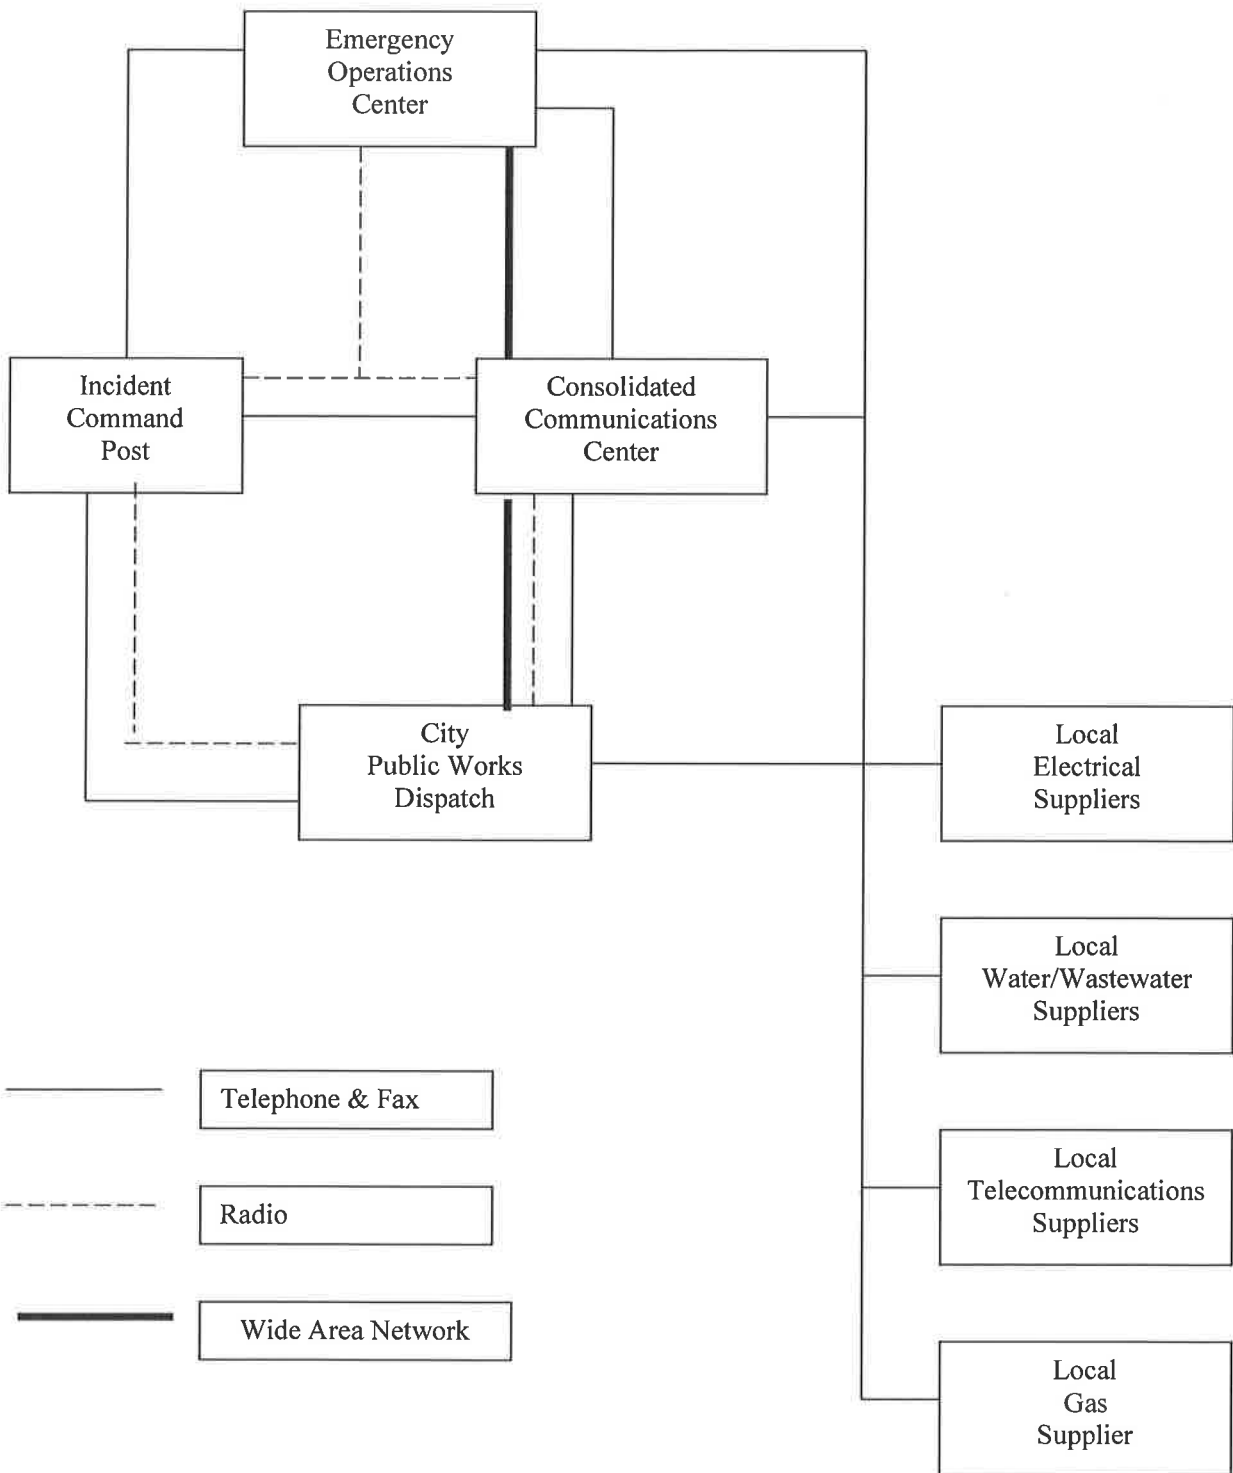 Emergency
Operations
Center
Incident
Command
Post
Consolidated
Communications
Center
City
Public Works
Dispatch
Local
Electrical
Suppliers
Local
Water/Wastewater
Suppliers
Local
Telecommunications
Suppliers
Local
Gas
Supplier
Telephone & Fax
Radio
Wide Area Network